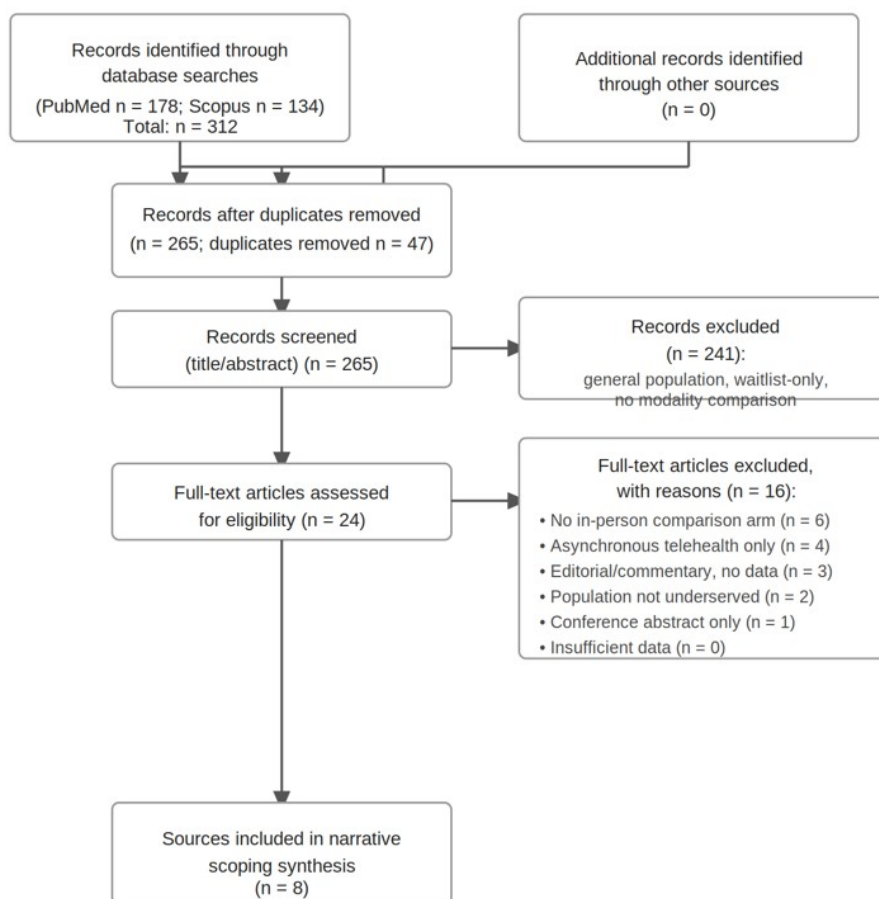 Records identified through
database searches
(PubMed n = 178; Scopus n = 134)
Total: n = 312
Additional records identified
through other sources
(n = 0)
Records after duplicates removed
(n = 265; duplicates removed n = 47)
Records screened
(title/abstract) (n = 265)
Records excluded
(n = 241):
general population, waitlist-only,
no modality comparison
Full-text articles assessed
for eligibility (n = 24)
Full-text articles excluded,
with reasons (n = 16):
• No in-person comparison arm (n = 6)
• Asynchronous telehealth only (n = 4)
• Editorial/commentary, no data (n = 3)
• Population not underserved (n = 2)
• Conference abstract only (n = 1)
• Insufficient data (n = 0)
Sources included in narrative
scoping synthesis
(n = 8)